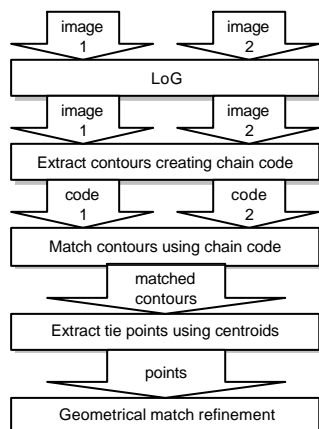 image image
1 2
LoG
image image
1 2
Extract contours creating chain code
code code
1 2
Match contours using chain code
matched
contours
Extract tie points using centroids
points
Geometrical match refinement